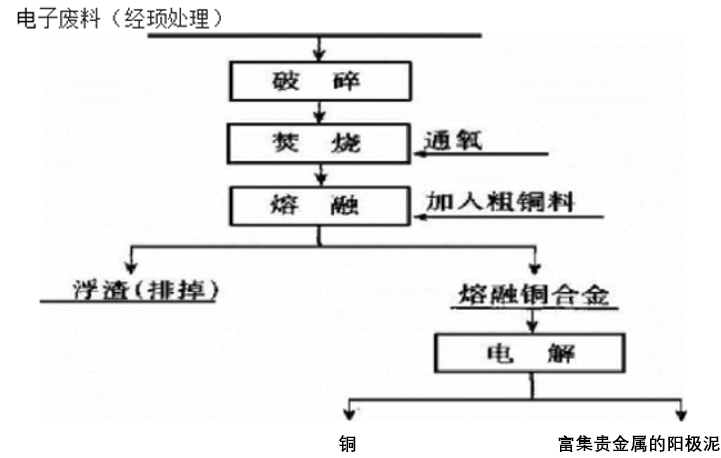 电子废料（经顼处理）
破碎
焚烧
通氧
熔融
加入粗铜料
浮渣(排掉)
熔融铜合金
电解
铜
富集贵金属的阳极泥